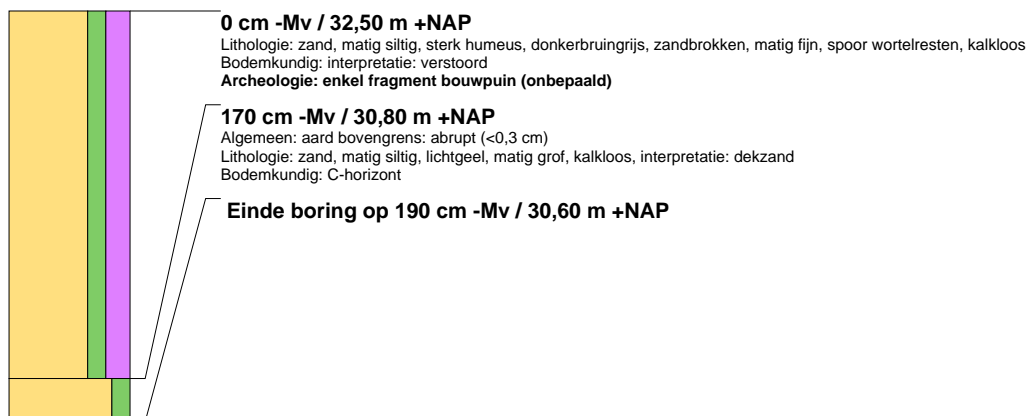 0 cm -Mv / 32,50 m +NAP
Lithologie: zand, matig siltig, sterk humeus, donkerbruingrijs, zandbrokken, matig fijn, spoor wortelresten, kalkloos
Bodemkundig: interpretatie: verstoord
Archeologie: enkel fragment bouwpuin (onbepaald)
170 cm -Mv / 30,80 m +NAP
Algemeen: aard bovengrens: abrupt (<0,3 cm)
Lithologie: zand, matig siltig, lichtgeel, matig grof, kalkloos, interpretatie: dekzand
Bodemkundig: C-horizont
Einde boring op 190 cm -Mv / 30,60 m +NAP